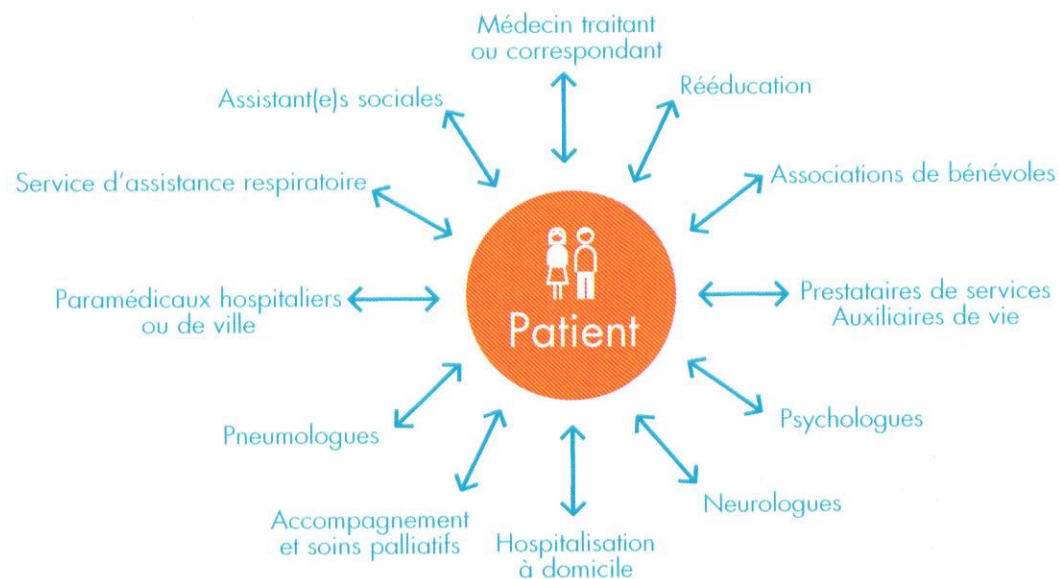 Médecin traitant
ou correspondant
Rééducation
Assistant(e)s sociales
Associations de bénévoles
Service d'assistance respiratoire
Paramédicaux hospitaliers
ou de ville
Prestataires de services
Auxiliaires de vie
Patient
Psychologues
Pneumologues
Neurologues
Accompagnement
et soins palliatifs
Hospitalisation
à domicile